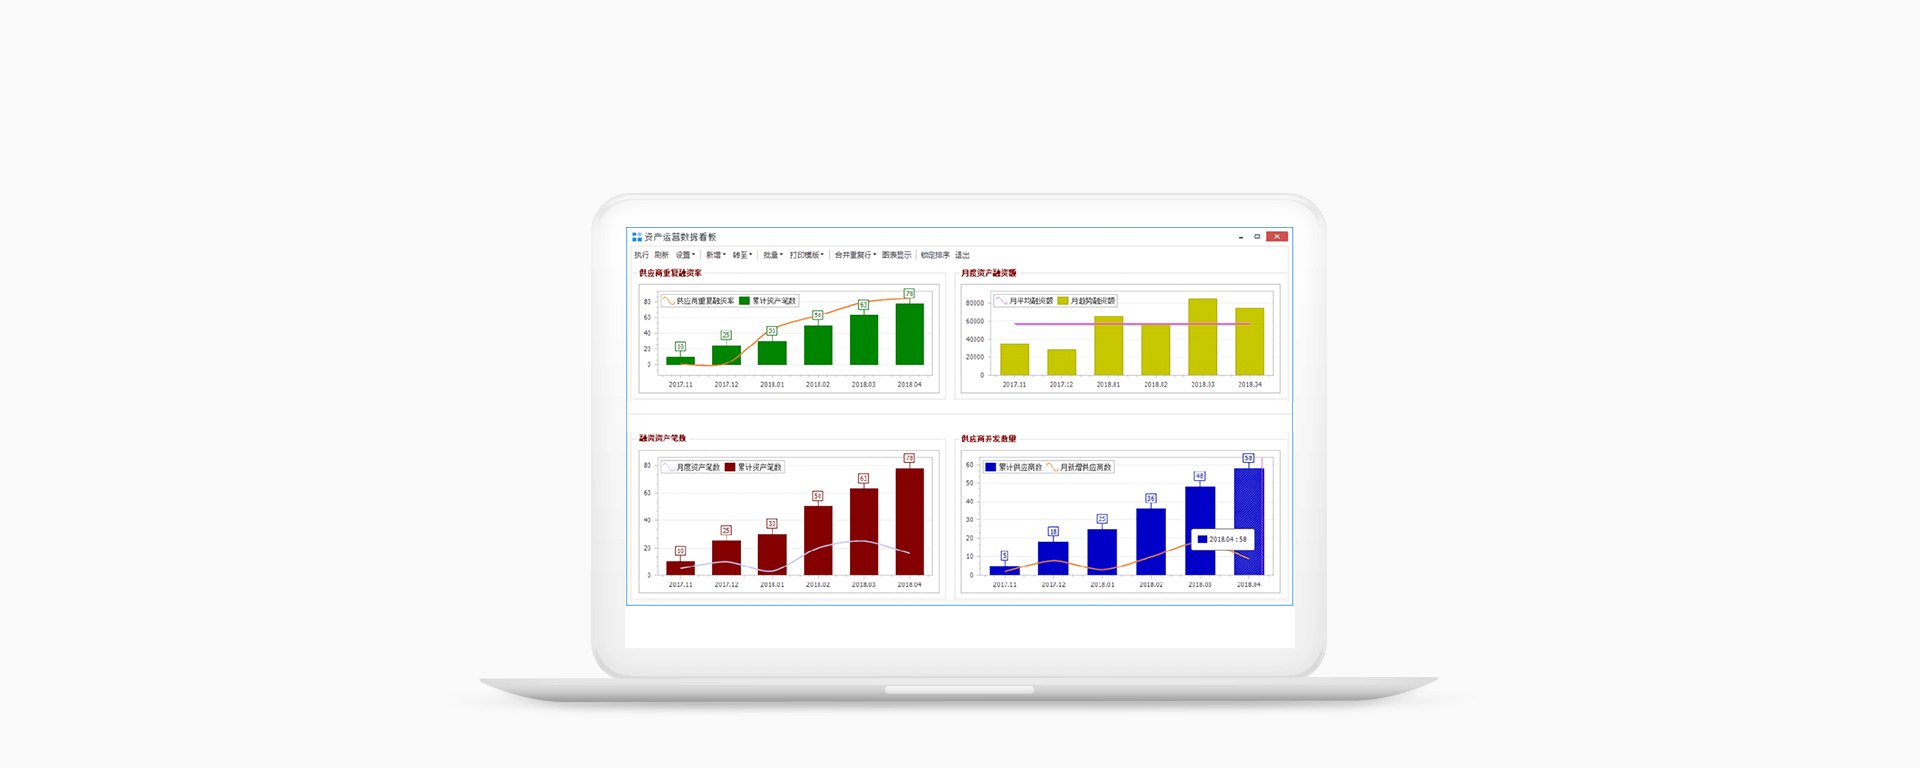 资产运营数据看板
执行 刷新 设置 新增 转至 批量 打印模版 合并重复行 图表显示 锁定排序 退出
供应商重复融资率
供应商重复融资率 累计资产笔数
80
60
40
20
0
10
25
30
50
63
78
2017.11 2017.12 2018.01 2018.02 2018.03 2018.04
月度资产融资额
月平均融资额 月趋势融资额
80000
60000
40000
20000
0
2017.11 2017.12 2018.01 2018.02 2018.03 2018.04
融资资产笔数
月度资产笔数 累计资产笔数
80
60
40
20
0
10
25
30
50
63
78
2017.11 2017.12 2018.01 2018.02 2018.03 2018.04
供应商开发数量
累计供应商数 月新增供应商数
60
50
40
30
20
10
0
5
18
25
36
48
58
2018.04 : 58
2017.11 2017.12 2018.01 2018.02 2018.03 2018.04